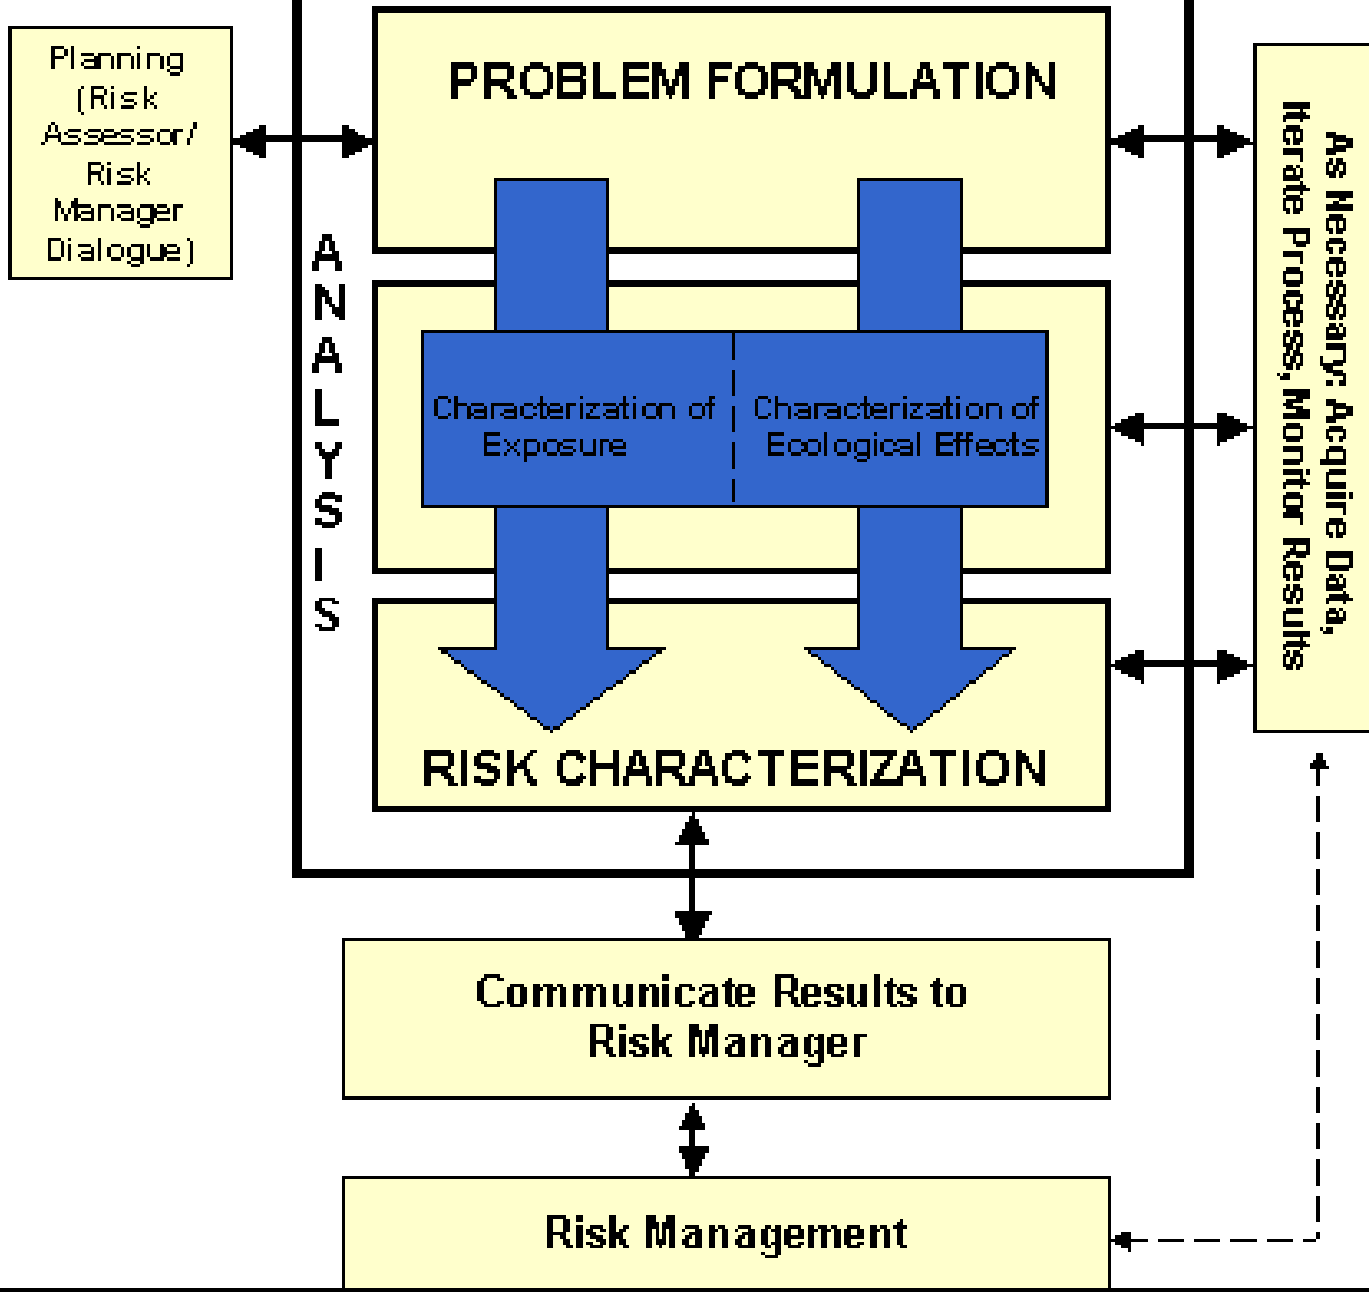 Planning
(Risk
Assessor/
Risk
Manager
Dialogue)
PROBLEM FORMULATION
ANALYSIS
Characterization of
Exposure
Characterization of
Ecological Effects
RISK CHARACTERIZATION
As Necessary: Acquire Data,
Iterate Process, Monitor Results
Communicate Results to
Risk Manager
Risk Management